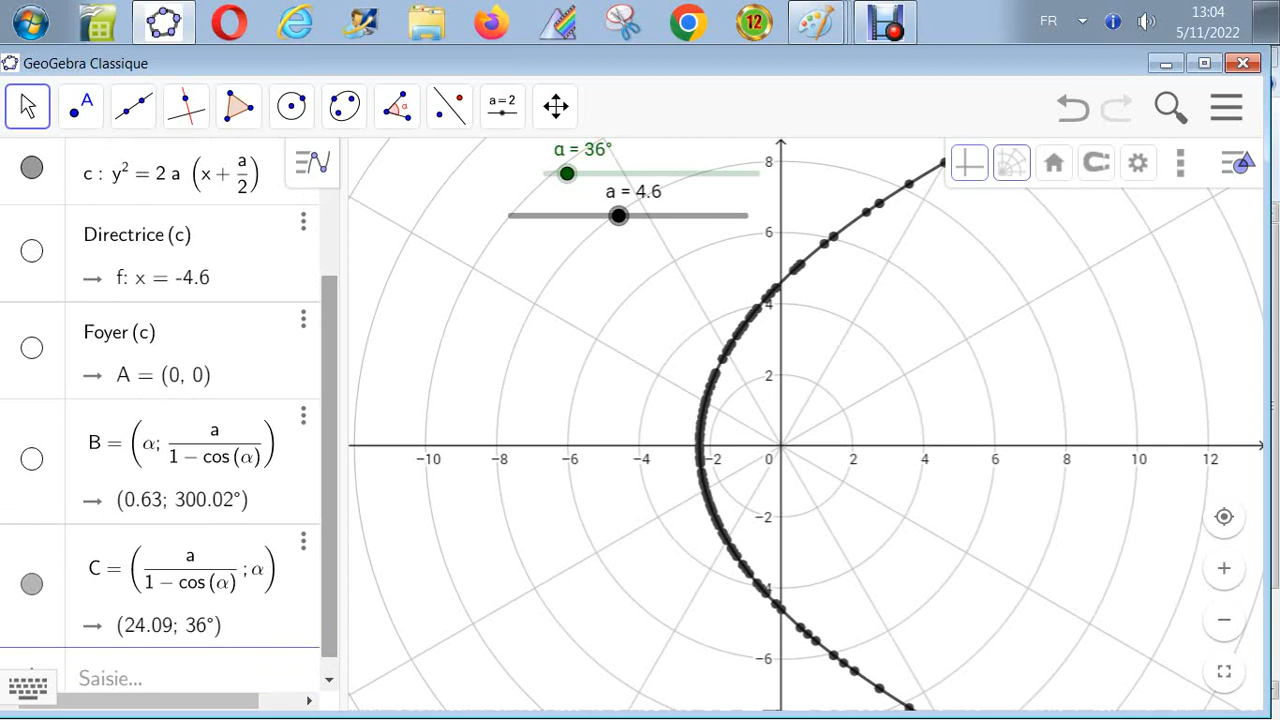 12
FR
13:04
5/11/2022
GeoGebra Classique
A
α
a=2
c : y² = 2 a (x + a/2)
Directrice (c)
→ f: x = -4.6
Foyer (c)
→ A = (0, 0)
B = (α; a/(1 − cos (α)))
→ (0.63; 300.02°)
C = (a/(1 − cos (α)) ; α)
→ (24.09; 36°)
Saisie...
α = 36°
a = 4.6
8
6
4
2
−10 −8 −6 −4 −2 0 2 4 6 8 10 12
−2
−4
−6